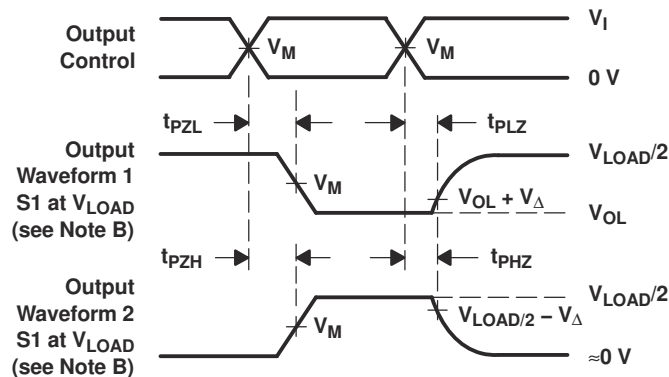 Output
Control
V_M
V_M
V_I
0 V
t_PZL
t_PLZ
Output
Waveform 1
S1 at V_LOAD
(see Note B)
V_M
V_OL + V_Δ
V_LOAD/2
V_OL
t_PZH
t_PHZ
Output
Waveform 2
S1 at V_LOAD
(see Note B)
V_M
V_LOAD/2 − V_Δ
V_LOAD/2
≈0 V